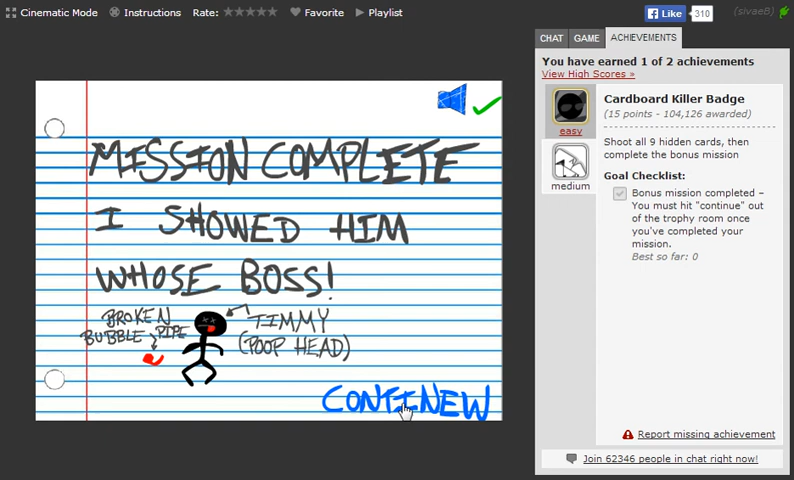 Cinematic Mode Instructions Rate: Favorite Playlist
Like 310 (sivae8)
CHAT GAME ACHIEVEMENTS
You have earned 1 of 2 achievements
View High Scores »
easy
medium
Cardboard Killer Badge
(15 points - 104,126 awarded)
Shoot all 9 hidden cards, then
complete the bonus mission
Goal Checklist:
Bonus mission completed –
You must hit "continue" out
of the trophy room once
you've completed your
mission.
Best so far: 0
Report missing achievement
Join 62346 people in chat right now!
MISSION COMPLETE
I SHOWED HIM
WHOSE BOSS!
BROKEN
BUBBLE PIPE
TIMMY
(POOP HEAD)
CONTINEW